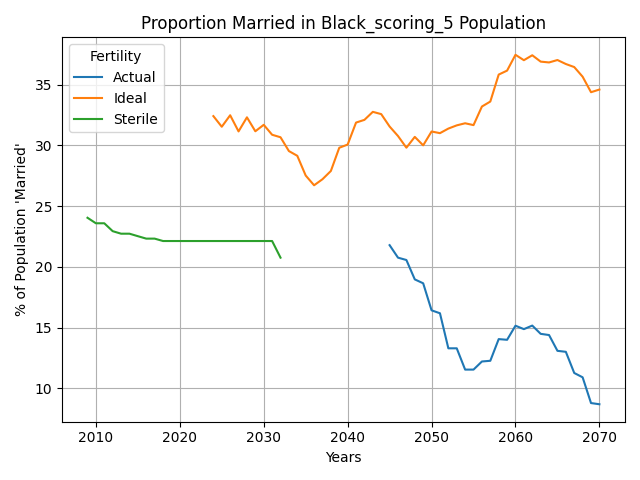 Proportion Married in Black_scoring_5 Population
Fertility
Actual
Ideal
Sterile
% of Population 'Married'
35
30
25
20
15
10
2010 2020 2030 2040 2050 2060 2070
Years